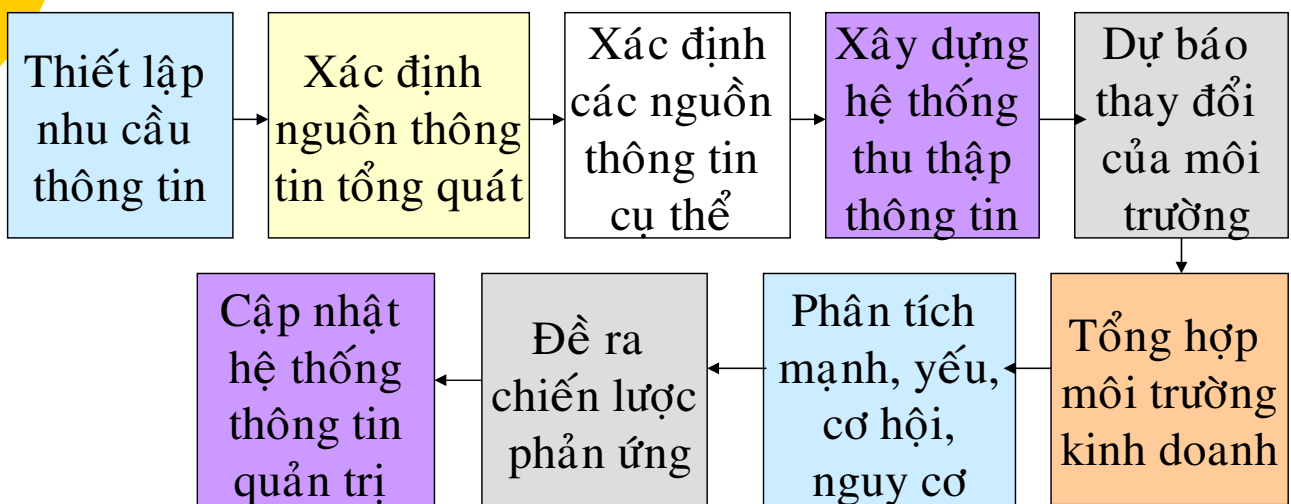 Thiết lập
nhu cầu
thông tin
Xác định
nguồn thông
tin tổng quát
Xác định
các nguồn
thông tin
cụ thể
Xây dựng
hệ thống
thu thập
thông tin
Dự báo
thay đổi
của môi
trường
Tổng hợp
môi trường
kinh doanh
Phân tích
mạnh, yếu,
cơ hội,
nguy cơ
Đề ra
chiến lược
phản ứng
Cập nhật
hệ thống
thông tin
quản trị